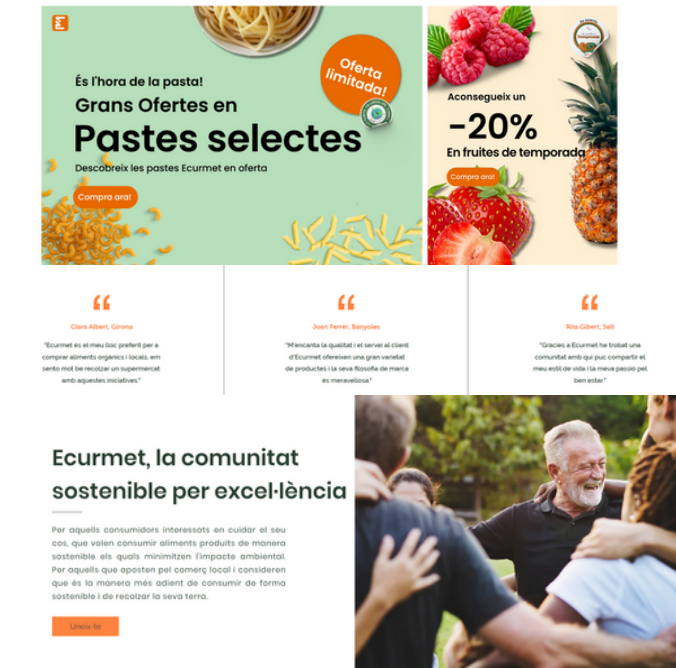 És l'hora de la pasta!
Grans Ofertes en
Pastes selectes
Descobreix les pastes Ecurmet en oferta
Compra ara!
Oferta
limitada!
Aconsegueix un
-20%
En fruites de temporada
Compra ara!
Clara Albert, Girona
"Ecurmet és el meu lloc preferit per a
comprar aliments orgànics i locals, em
sento molt bé recolzar un supermercat
amb aquestes iniciatives."
Joan Ferrer, Banyoles
"M'encanta la qualitat i el servei al client
d'Ecurmet ofereixen una gran varietat
de productes i la seva filosofia de marca
és meravellosa."
Rita Gibert, Salt
"Gràcies a Ecurmet he trobat una
comunitat amb qui puc compartir el
meu estil de vida i la meva passió pel
ben estar."
Ecurmet, la comunitat
sostenible per excel·lència
Per aquells consumidors interessats en cuidar el seu
cos, que volen consumir aliments produïts de manera
sostenible els quals minimitzen l'impacte ambiental.
Per aquells que aposten pel comerç local i consideren
que és la manera més adient de consumir de forma
sostenible i de recolzar la seva terra.
Uneix-te